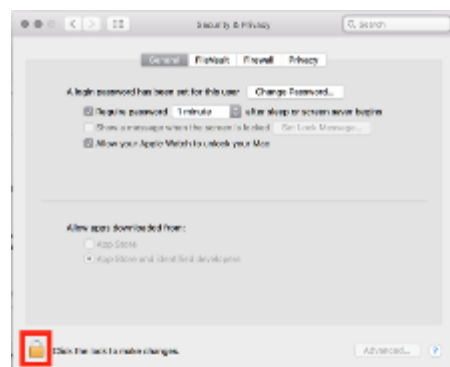 Security & Privacy
Search
General FileVault Firewall Privacy
A login password has been set for this user Change Password...
Require password 1 minute after sleep or screen saver begins
Show a message when the screen is locked Set Lock Message...
Allow your Apple Watch to unlock your Mac
Allow apps downloaded from:
App Store
App Store and identified developers
Click the lock to make changes.
Advanced... ?